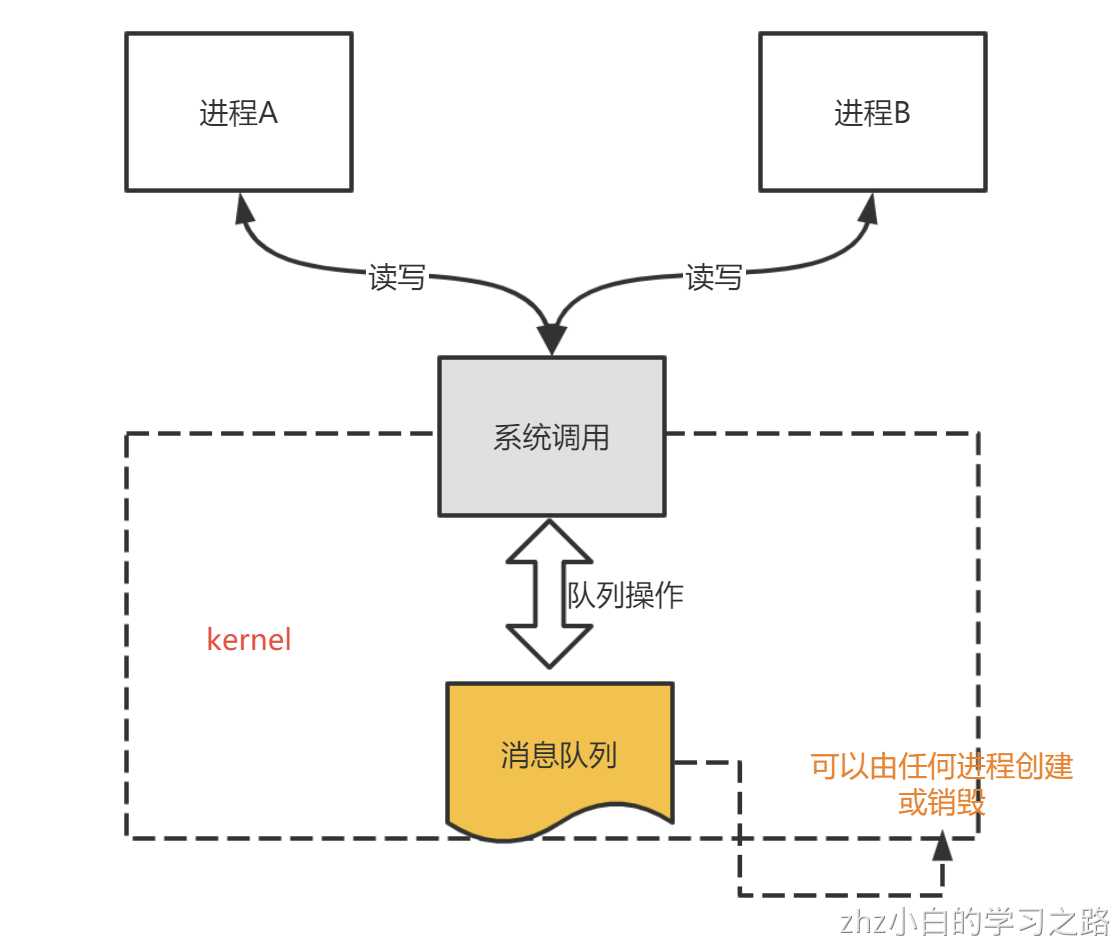 进程A
进程B
读写
读写
系统调用
队列操作
kernel
消息队列
可以由任何进程创建
或销毁
zhz小白的学习之路